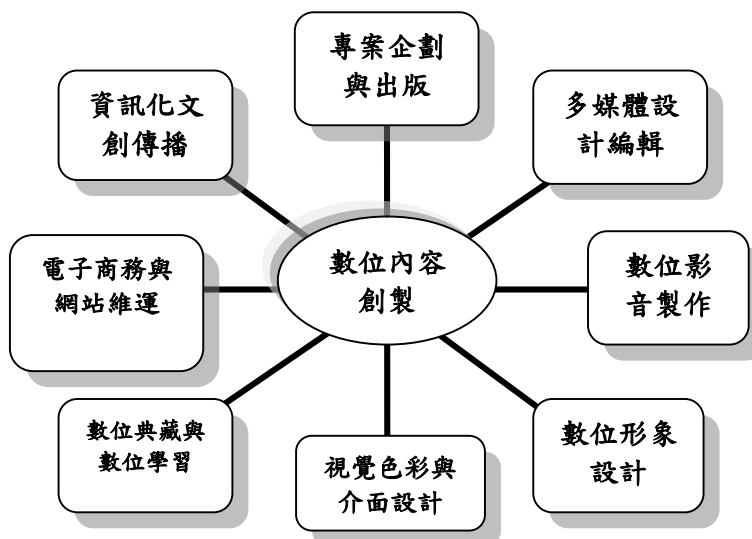 專案企劃
與出版
資訊化文
創傳播
多媒體設
計編輯
電子商務與
網站維運
數位內容
創製
數位影
音製作
數位典藏與
數位學習
視覺色彩與
介面設計
數位形象
設計